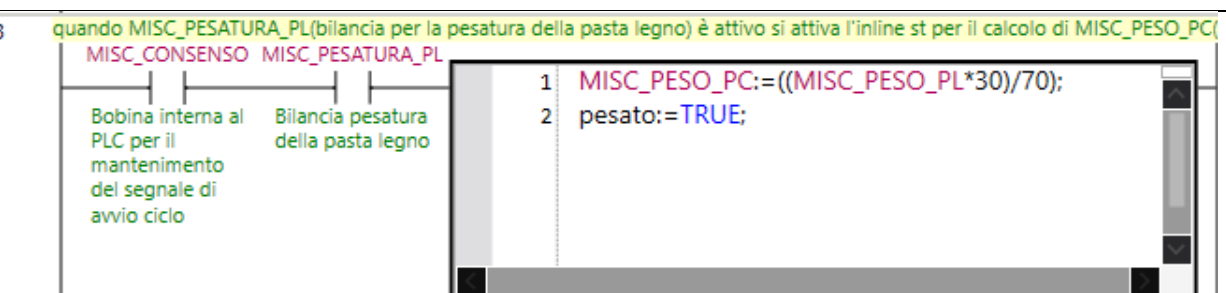 3
quando MISC_PESATURA_PL(bilancia per la pesatura della pasta legno) è attivo si attiva l'inline st per il calcolo di MISC_PESO_PC(
MISC_CONSENSO MISC_PESATURA_PL
1 MISC_PESO_PC:=((MISC_PESO_PL*30)/70);
2 pesato:=TRUE;
Bobina interna al
PLC per il
mantenimento
del segnale di
avvio ciclo
Bilancia pesatura
della pasta legno